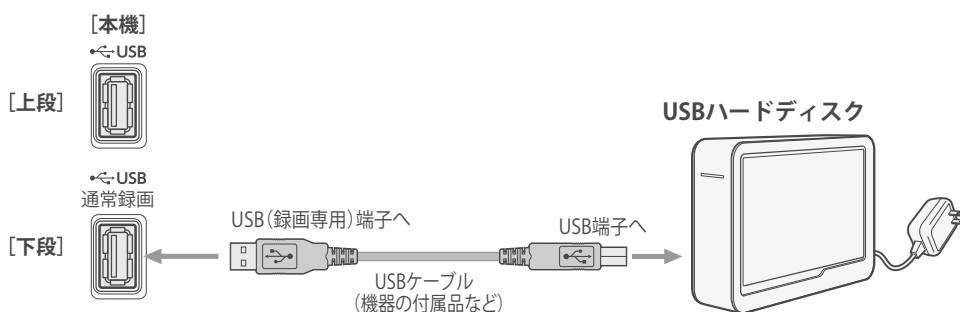 [本機]
USB
[上段]
USBハードディスク
USB
通常録画
USB（録画専用）端子へ
USB端子へ
[下段]
USBケーブル
（機器の付属品など）